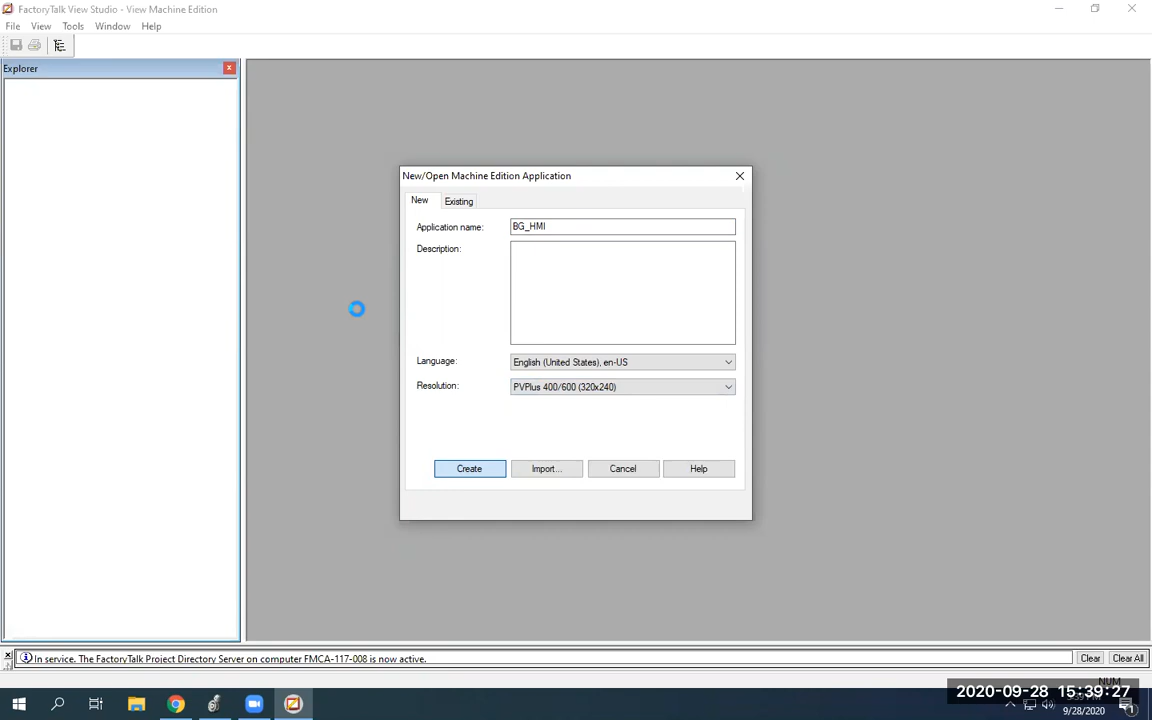 FactoryTalk View Studio - View Machine Edition
File View Tools Window Help
Explorer
New/Open Machine Edition Application
New Existing
Application name: BG_HMI
Description:
Language: English (United States), en-US
Resolution: PVPlus 400/600 (320x240)
Create Import... Cancel Help
In service. The FactoryTalk Project Directory Server on computer FMCA-117-008 is now active.
Clear Clear All
NUM
2020-09-28 15:39:27
9/28/2020